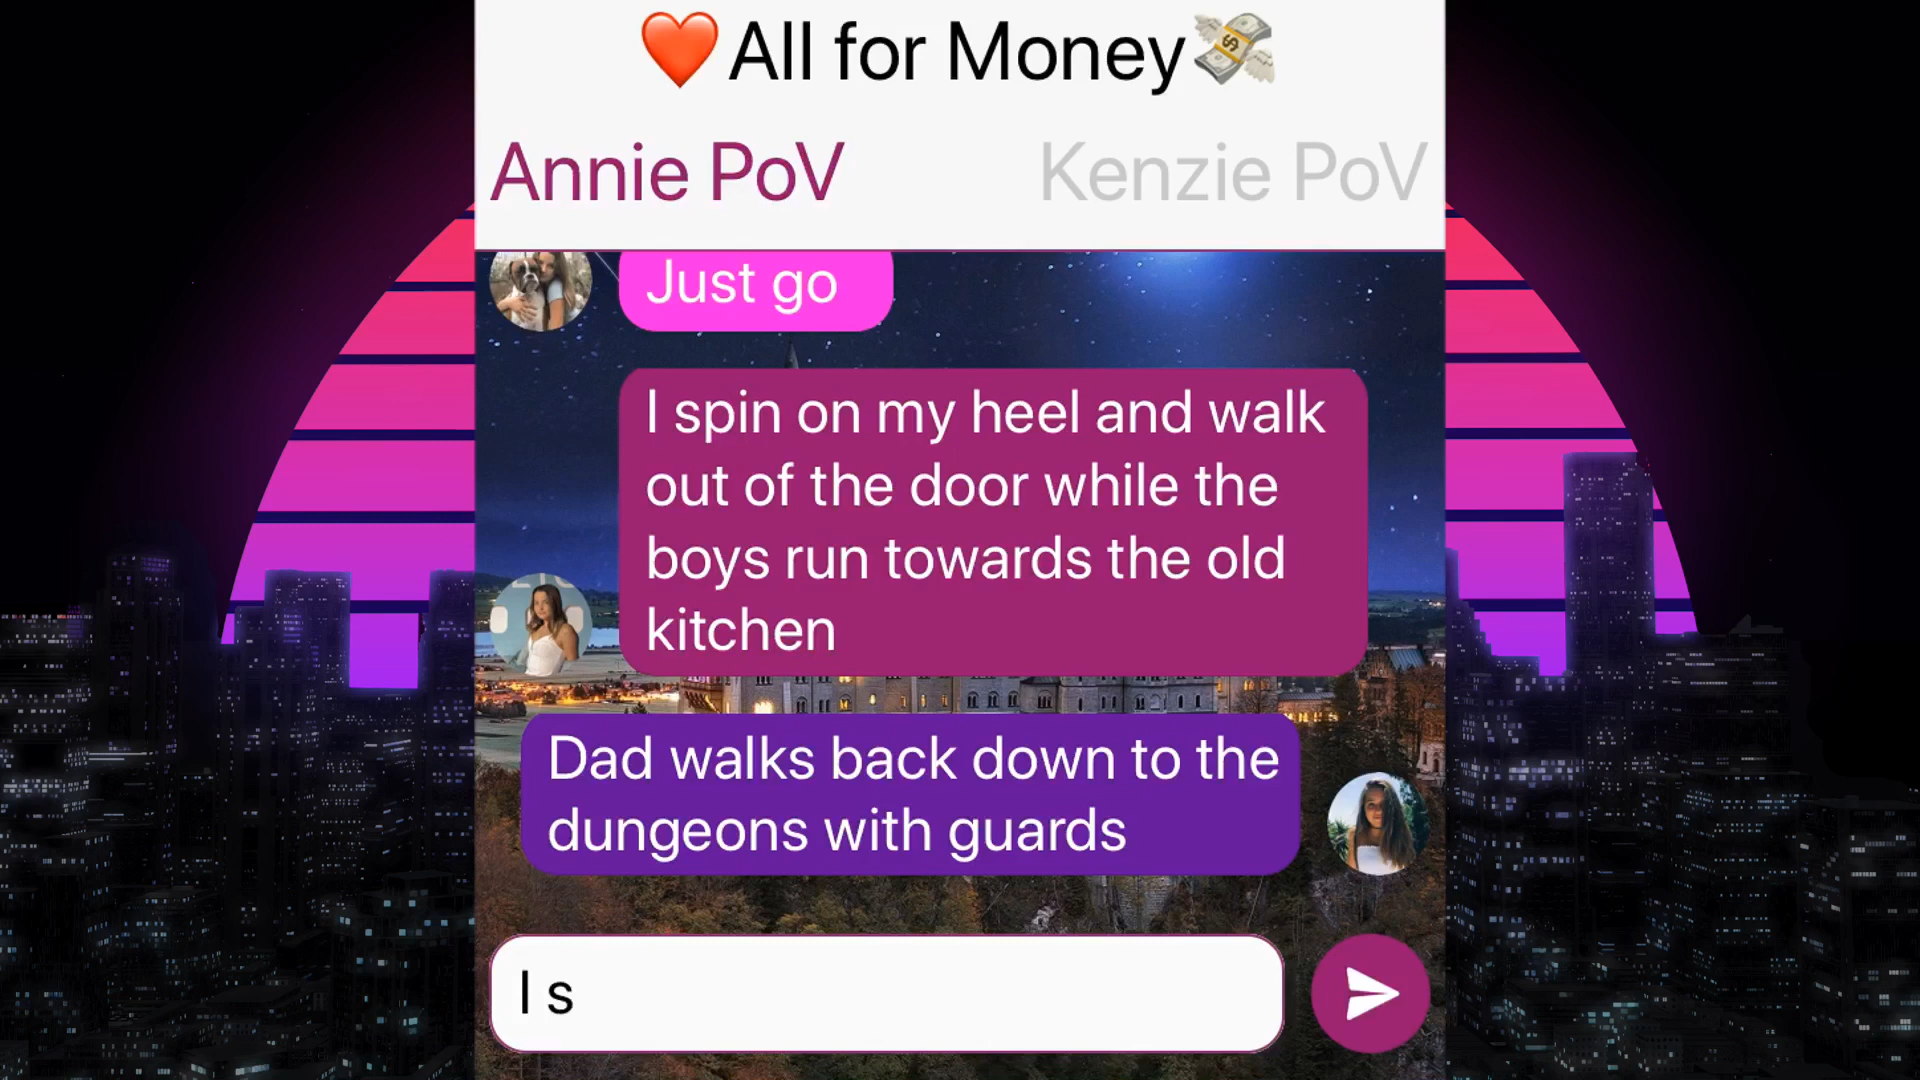 ❤️All for Money💸
Annie PoV Kenzie PoV
Just go
I spin on my heel and walk
out of the door while the
boys run towards the old
kitchen
Dad walks back down to the
dungeons with guards
I s